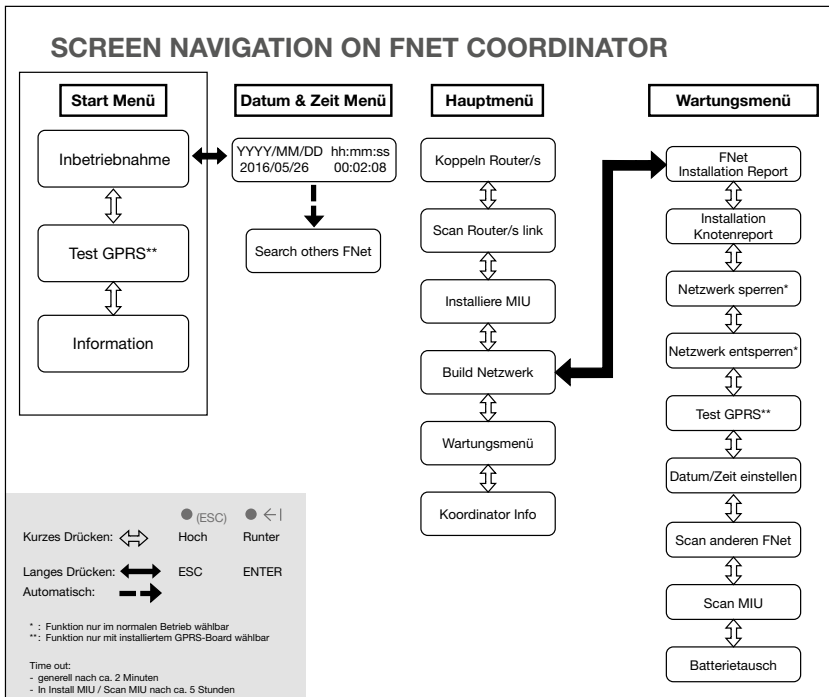 SCREEN NAVIGATION ON FNET COORDINATOR
Start Menü
Inbetriebnahme
Test GPRS**
Information
Datum & Zeit Menü
YYYY/MM/DD hh:mm:ss
2016/05/26 00:02:08
Search others FNet
Hauptmenü
Koppeln Router/s
Scan Router/s link
Installiere MIU
Build Netzwerk
Wartungsmenü
Koordinator Info
Wartungsmenü
FNet
Installation Report
Installation
Knotenreport
Netzwerk sperren*
Netzwerk entsperren*
Test GPRS**
Datum/Zeit einstellen
Scan anderen FNet
Scan MIU
Batterietausch
(ESC)
Kurzes Drücken: Hoch Runter
Langes Drücken: ESC ENTER
Automatisch:
* : Funktion nur im normalen Betrieb wählbar
**: Funktion nur mit installiertem GPRS-Board wählbar
Time out:
- generell nach ca. 2 Minuten
- In Install MIU / Scan MIU nach ca. 5 Stunden